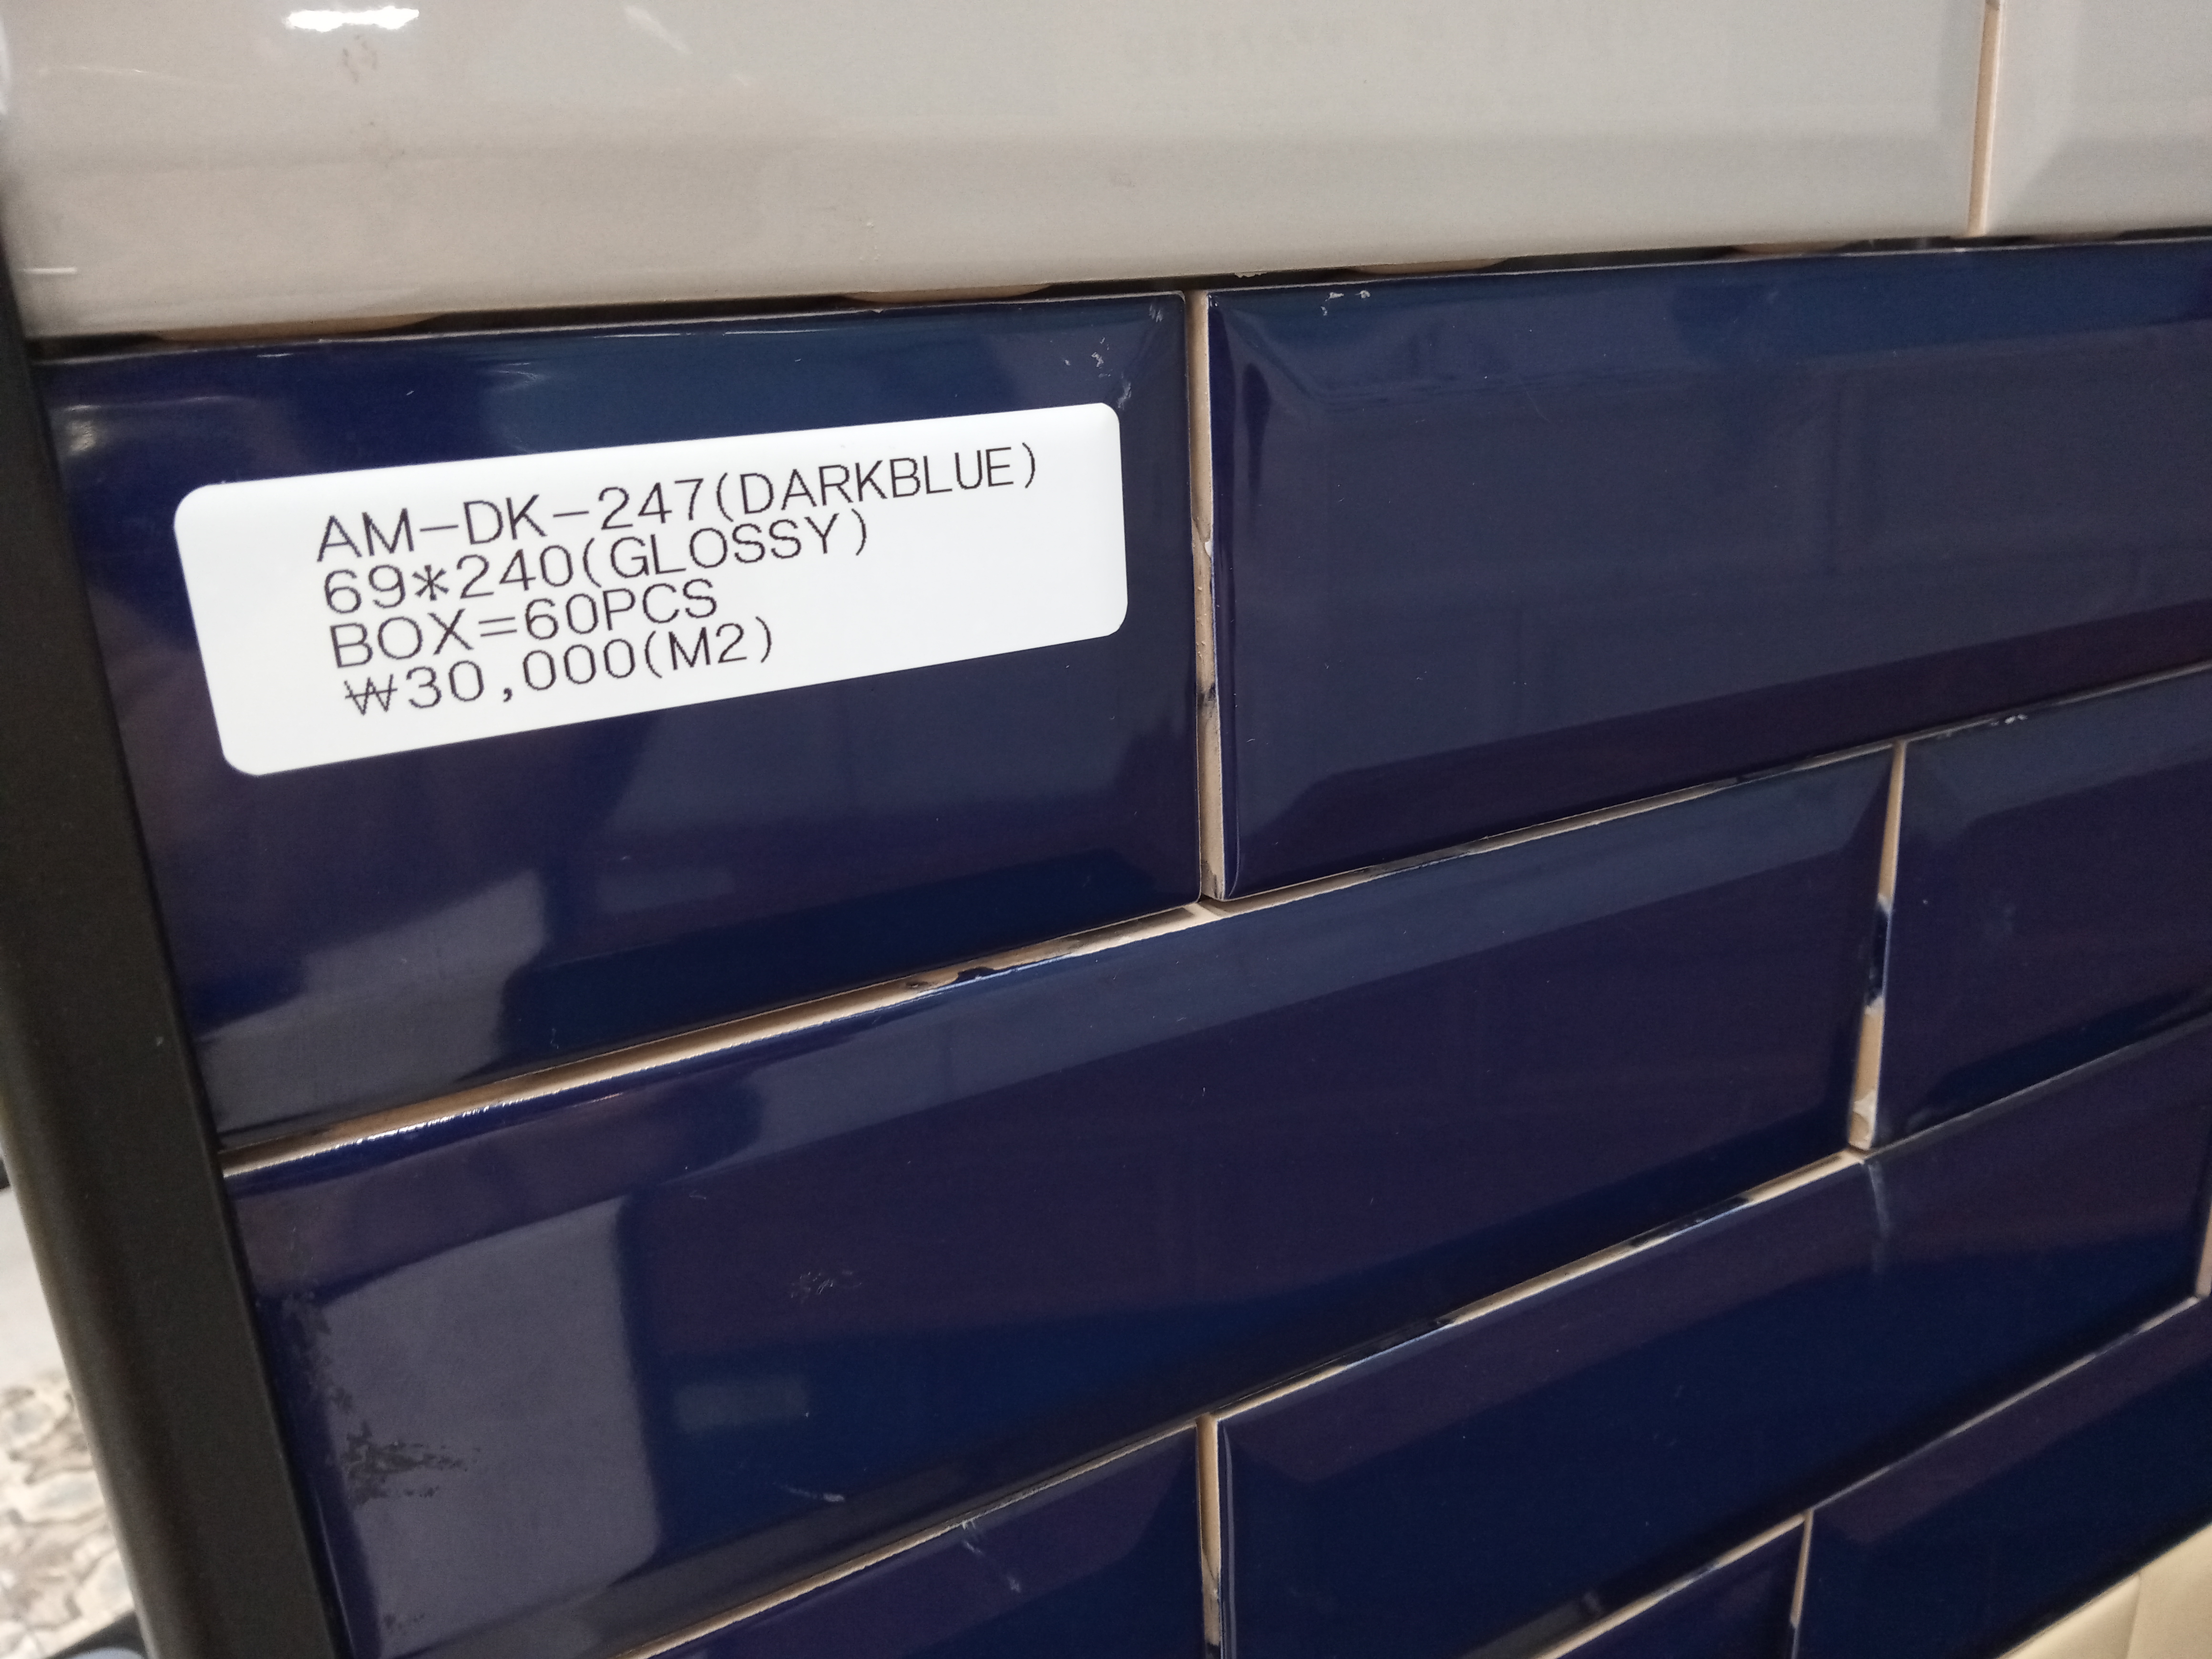 AM-DK-247(DARKBLUE)
69*240(GLOSSY)
BOX=60PCS
₩30,000(M2)